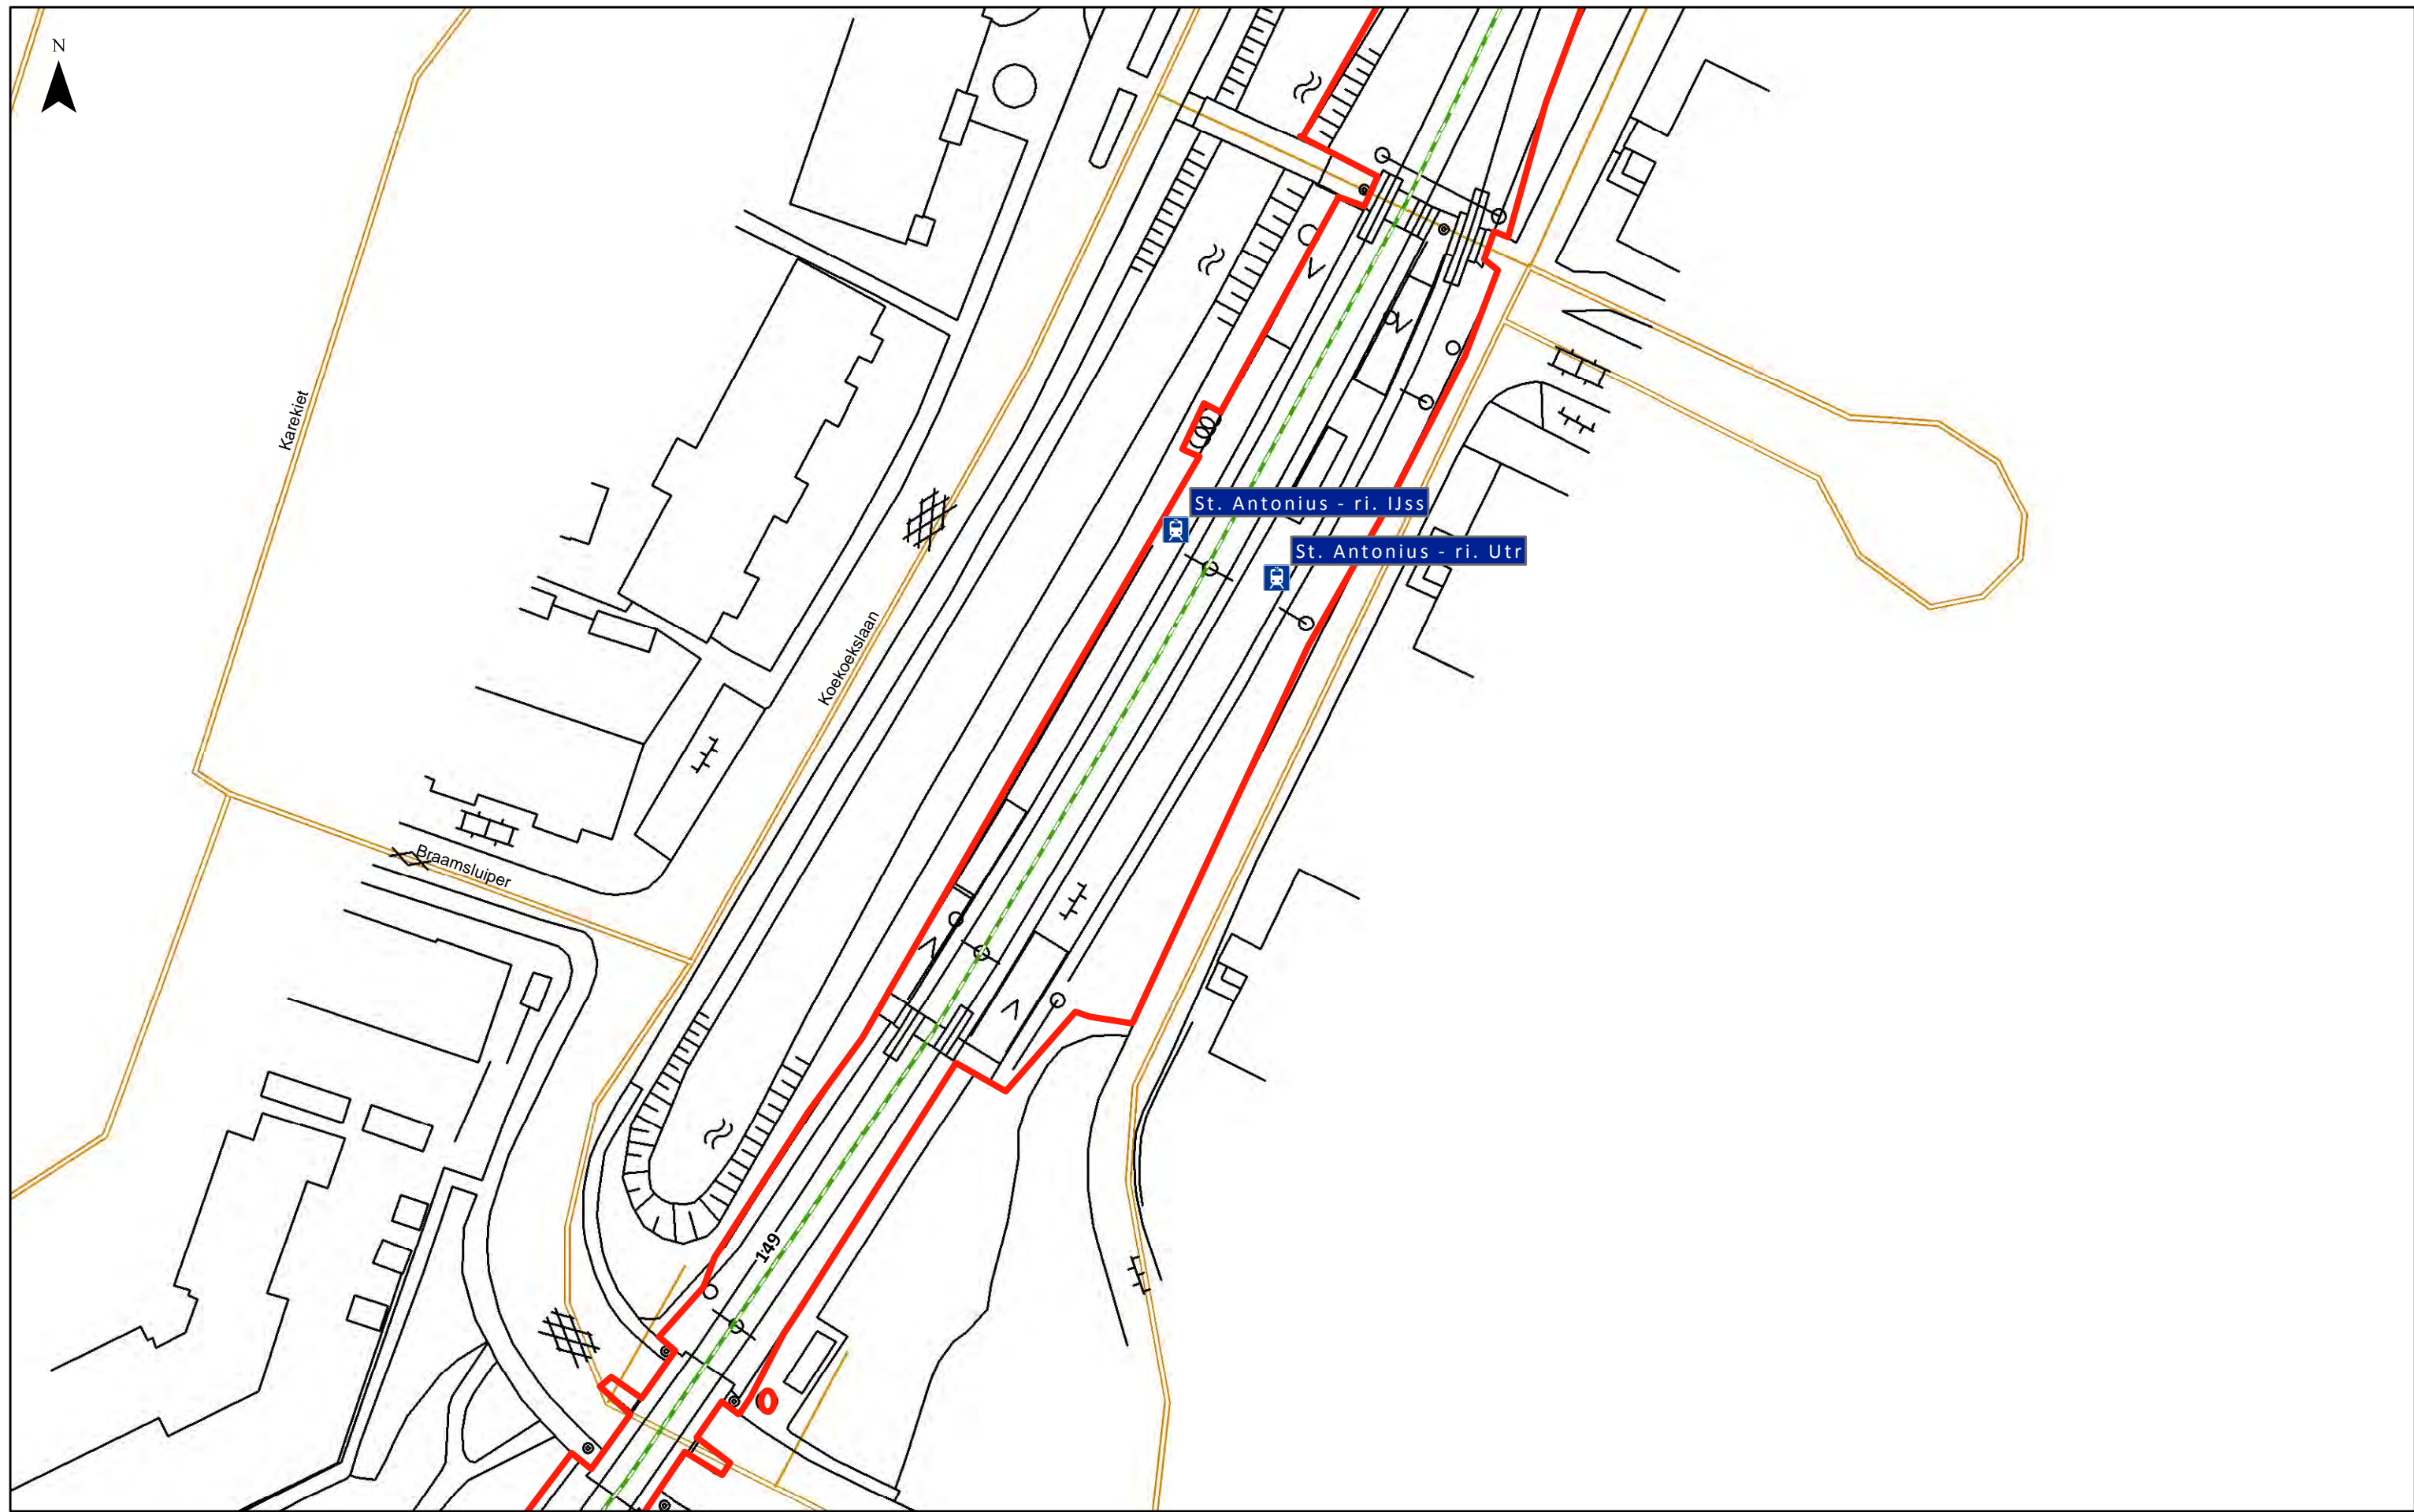 N
Karekiet
St. Antonius - ri. IJss
St. Antonius - ri. Utr
Koekoekslaan
Braamsluiper
149